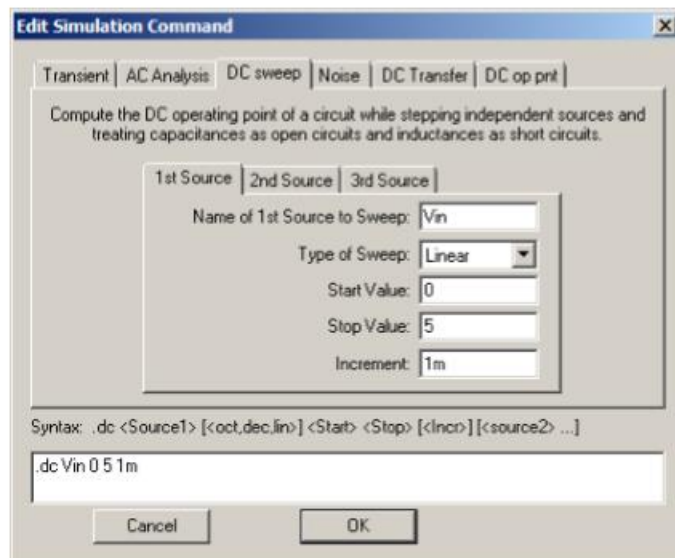 Edit Simulation Command
Transient AC Analysis DC sweep Noise DC Transfer DC op pnt
Compute the DC operating point of a circuit while stepping independent sources and
treating capacitances as open circuits and inductances as short circuits.
1st Source 2nd Source 3rd Source
Name of 1st Source to Sweep: Vin
Type of Sweep: Linear
Start Value: 0
Stop Value: 5
Increment: 1m
Syntax: .dc <Source1> [<oct,dec,lin>] <Start> <Stop> [<Incr>] [<source2> ...]
.dc Vin 0 5 1m
Cancel OK